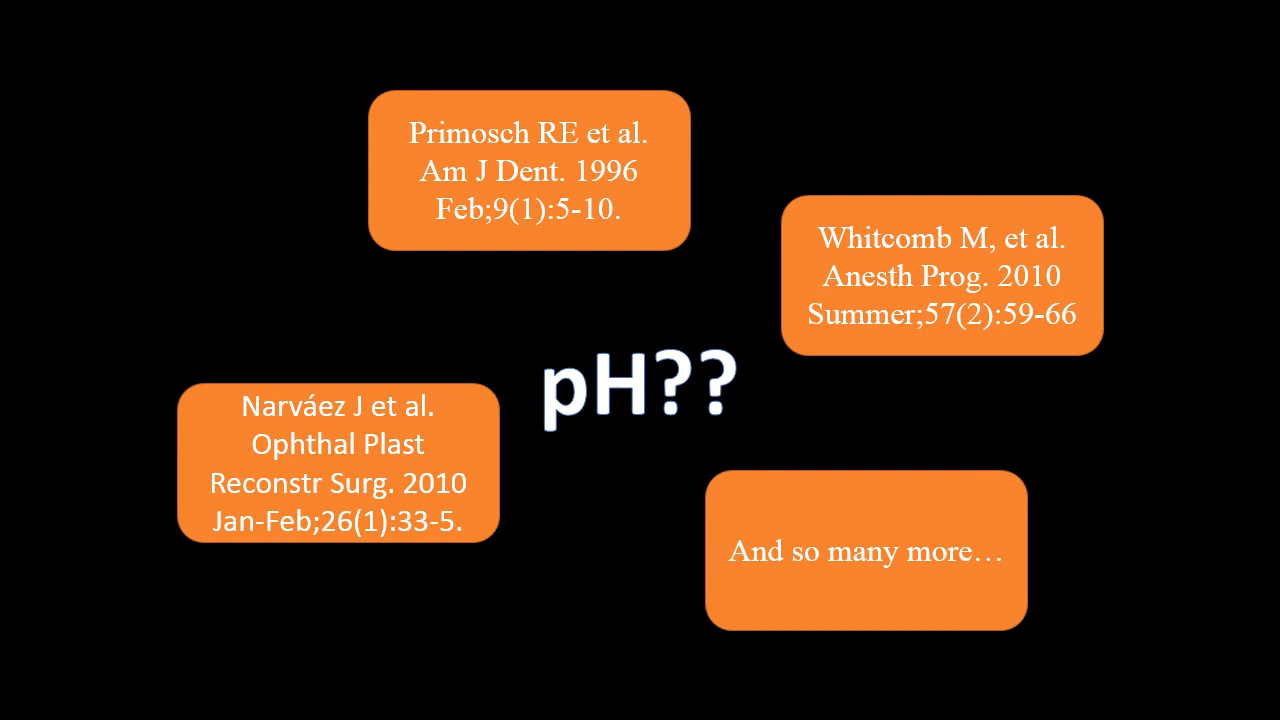 Primosch RE et al.
Am J Dent. 1996
Feb;9(1):5-10.
Whitcomb M, et al.
Anesth Prog. 2010
Summer;57(2):59-66
pH??
Narváez J et al.
Ophthal Plast
Reconstr Surg. 2010
Jan-Feb;26(1):33-5.
And so many more…